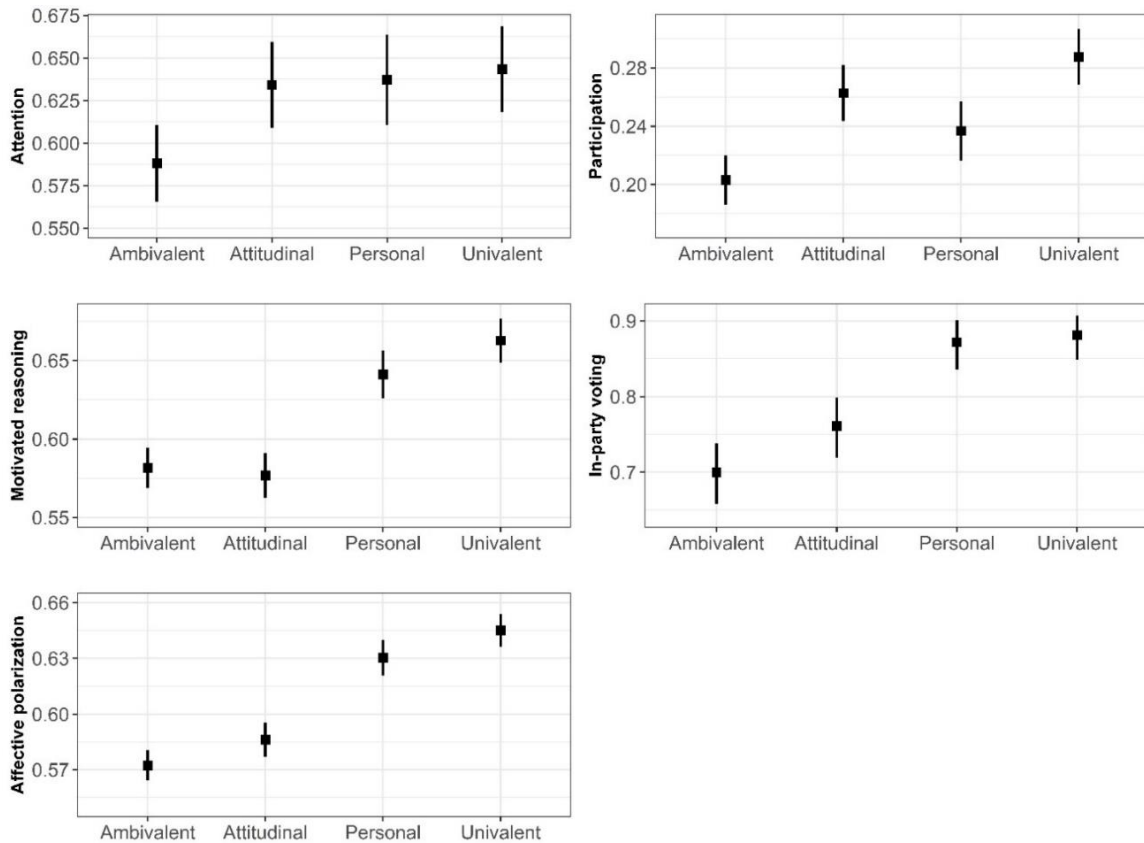 Attention
0.675
0.650
0.625
0.600
0.575
0.550
Ambivalent Attitudinal Personal Univalent
Participation
0.28
0.24
0.20
Ambivalent Attitudinal Personal Univalent
Motivated reasoning
0.65
0.60
0.55
Ambivalent Attitudinal Personal Univalent
In-party voting
0.9
0.8
0.7
Ambivalent Attitudinal Personal Univalent
Affective polarization
0.66
0.63
0.60
0.57
Ambivalent Attitudinal Personal Univalent